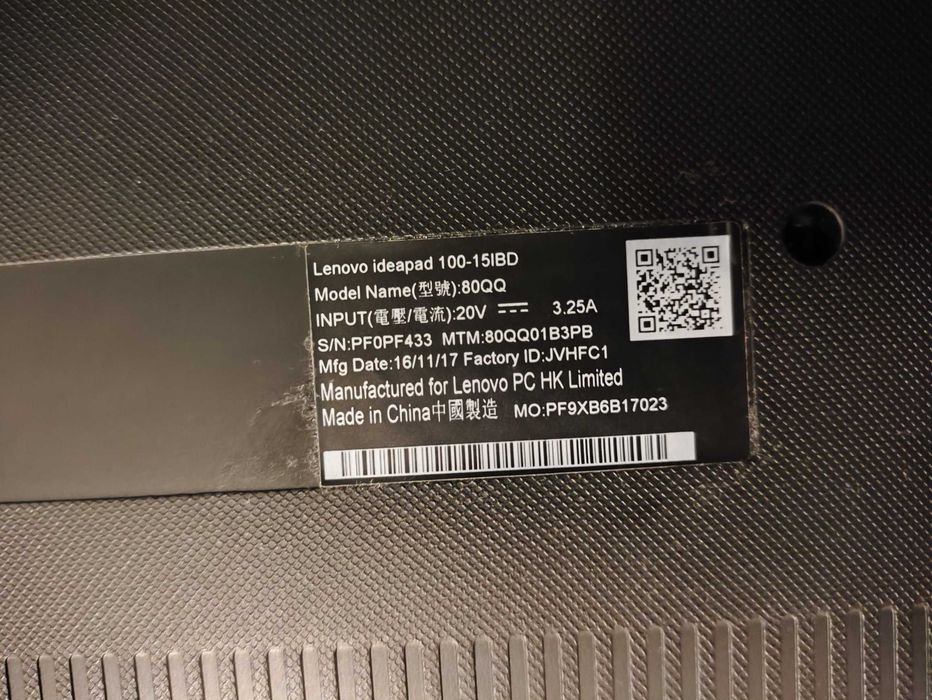 Lenovo ideapad 100-15IBD
Model Name(型號):80QQ
INPUT(電壓/電流):20V ⎓ 3.25A
S/N:PF0PF433 MTM:80QQ01B3PB
Mfg Date:16/11/17 Factory ID:JVHFC1
Manufactured for Lenovo PC HK Limited
Made in China中國製造 MO:PF9XB6B17023